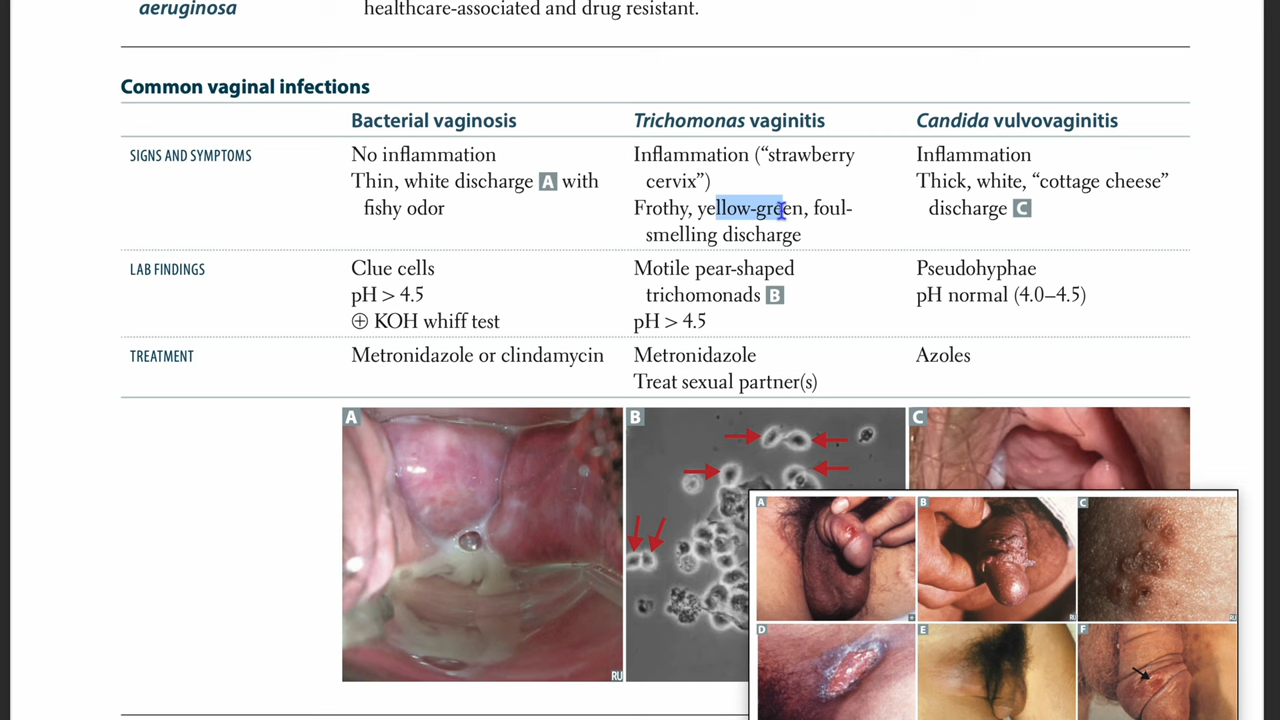 aeruginosa
healthcare-associated and drug resistant.
Common vaginal infections
Bacterial vaginosis
Trichomonas vaginitis
Candida vulvovaginitis
SIGNS AND SYMPTOMS
No inflammation
Thin, white discharge A with
fishy odor
Inflammation (“strawberry
cervix”)
Frothy, yellow-green, foul-
smelling discharge
Inflammation
Thick, white, “cottage cheese”
discharge C
LAB FINDINGS
Clue cells
pH > 4.5
⊕ KOH whiff test
Motile pear-shaped
trichomonads B
pH > 4.5
Pseudohyphae
pH normal (4.0–4.5)
TREATMENT
Metronidazole or clindamycin
Metronidazole
Treat sexual partner(s)
Azoles
A
RU
B
C
A
B
RU
C
RU
D
E
F